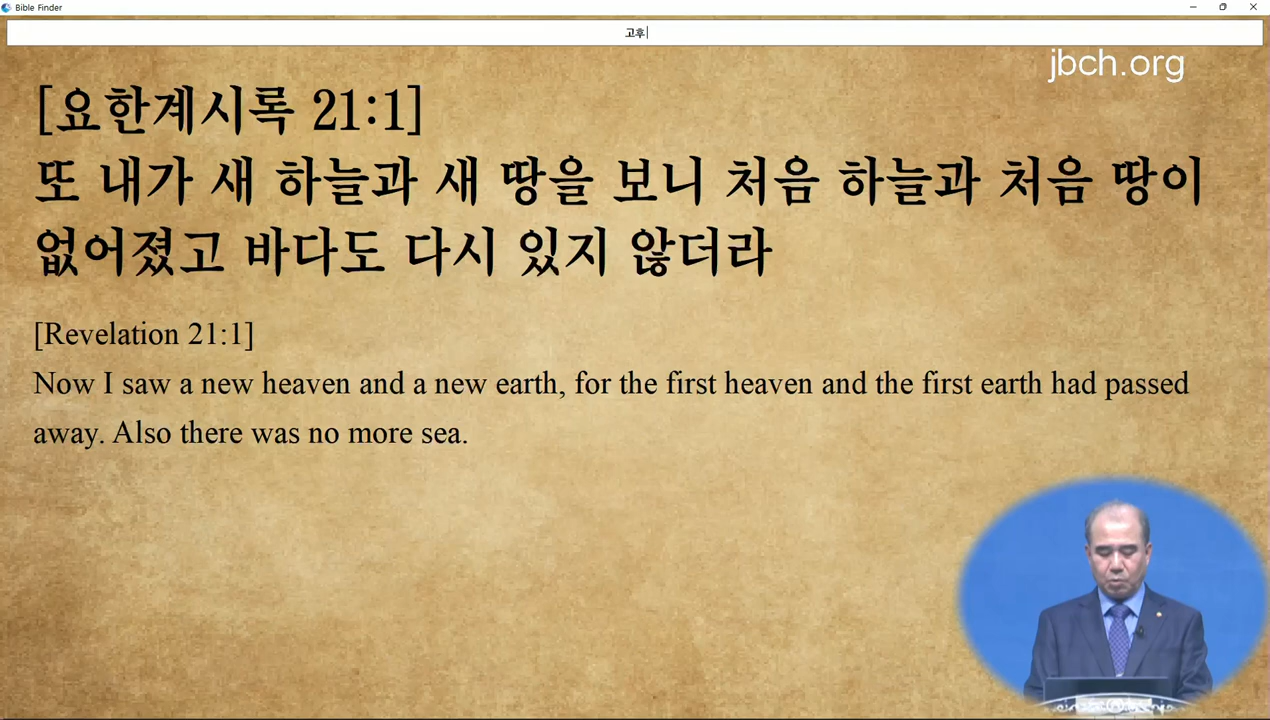 Bible Finder
고후
jbch.org
[요한계시록 21:1]
또 내가 새 하늘과 새 땅을 보니 처음 하늘과 처음 땅이
없어졌고 바다도 다시 있지 않더라
[Revelation 21:1]
Now I saw a new heaven and a new earth, for the first heaven and the first earth had passed
away. Also there was no more sea.